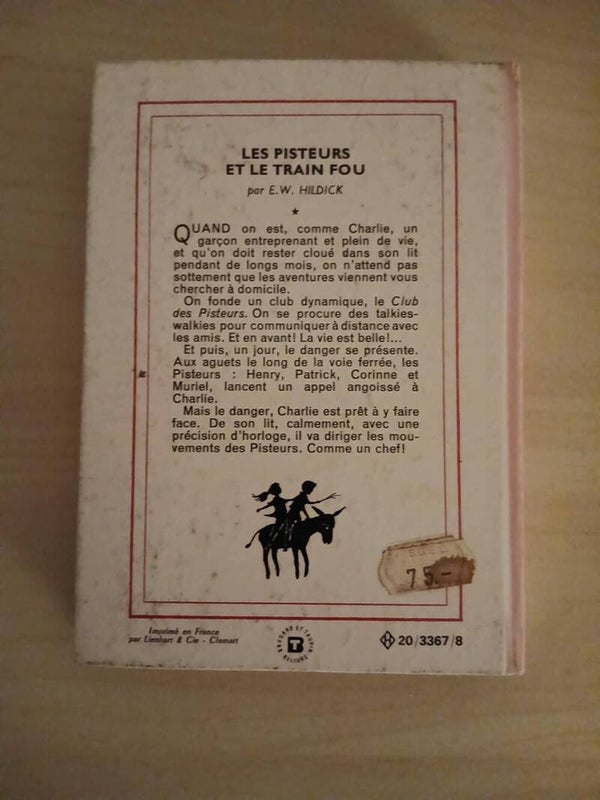 LES PISTEURS
ET LE TRAIN FOU
par E.W. HILDICK
QUAND on est, comme Charlie, un
garçon entreprenant et plein de vie,
et qu'on doit rester cloué dans son lit
pendant de longs mois, on n'attend pas
sottement que les aventures viennent vous
chercher à domicile.
On fonde un club dynamique, le Club
des Pisteurs. On se procure des talkies-
walkies pour communiquer à distance avec
les amis. Et en avant! La vie est belle!...
Et puis, un jour, le danger se présente.
Aux aguets le long de la voie ferrée, les
Pisteurs : Henry, Patrick, Corinne et
Muriel, lancent un appel angoissé à
Charlie.
Mais le danger, Charlie est prêt à y faire
face. De son lit, calmement, avec une
précision d'horloge, il va diriger les mou-
vements des Pisteurs. Comme un chef!
75.-
Imprimé en France
par Lienhart & Cie - Clamart
BROCARD ET TAUPIN
BELFORT
H 20/3367/8